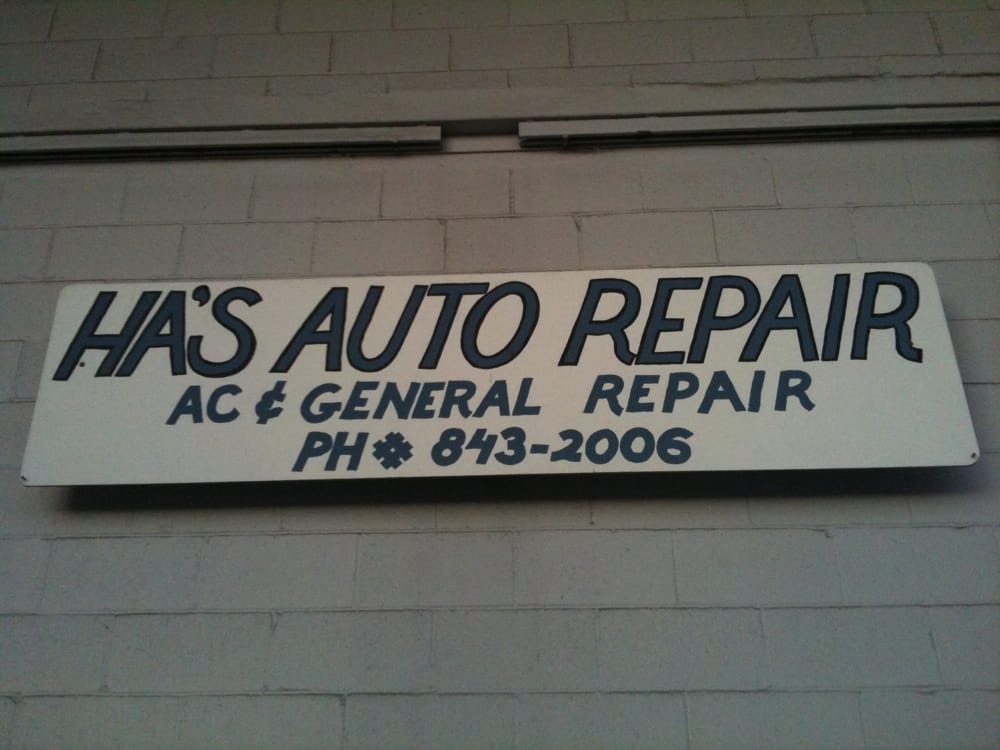 HA'S AUTO REPAIR
AC & GENERAL REPAIR
PH# 843-2006